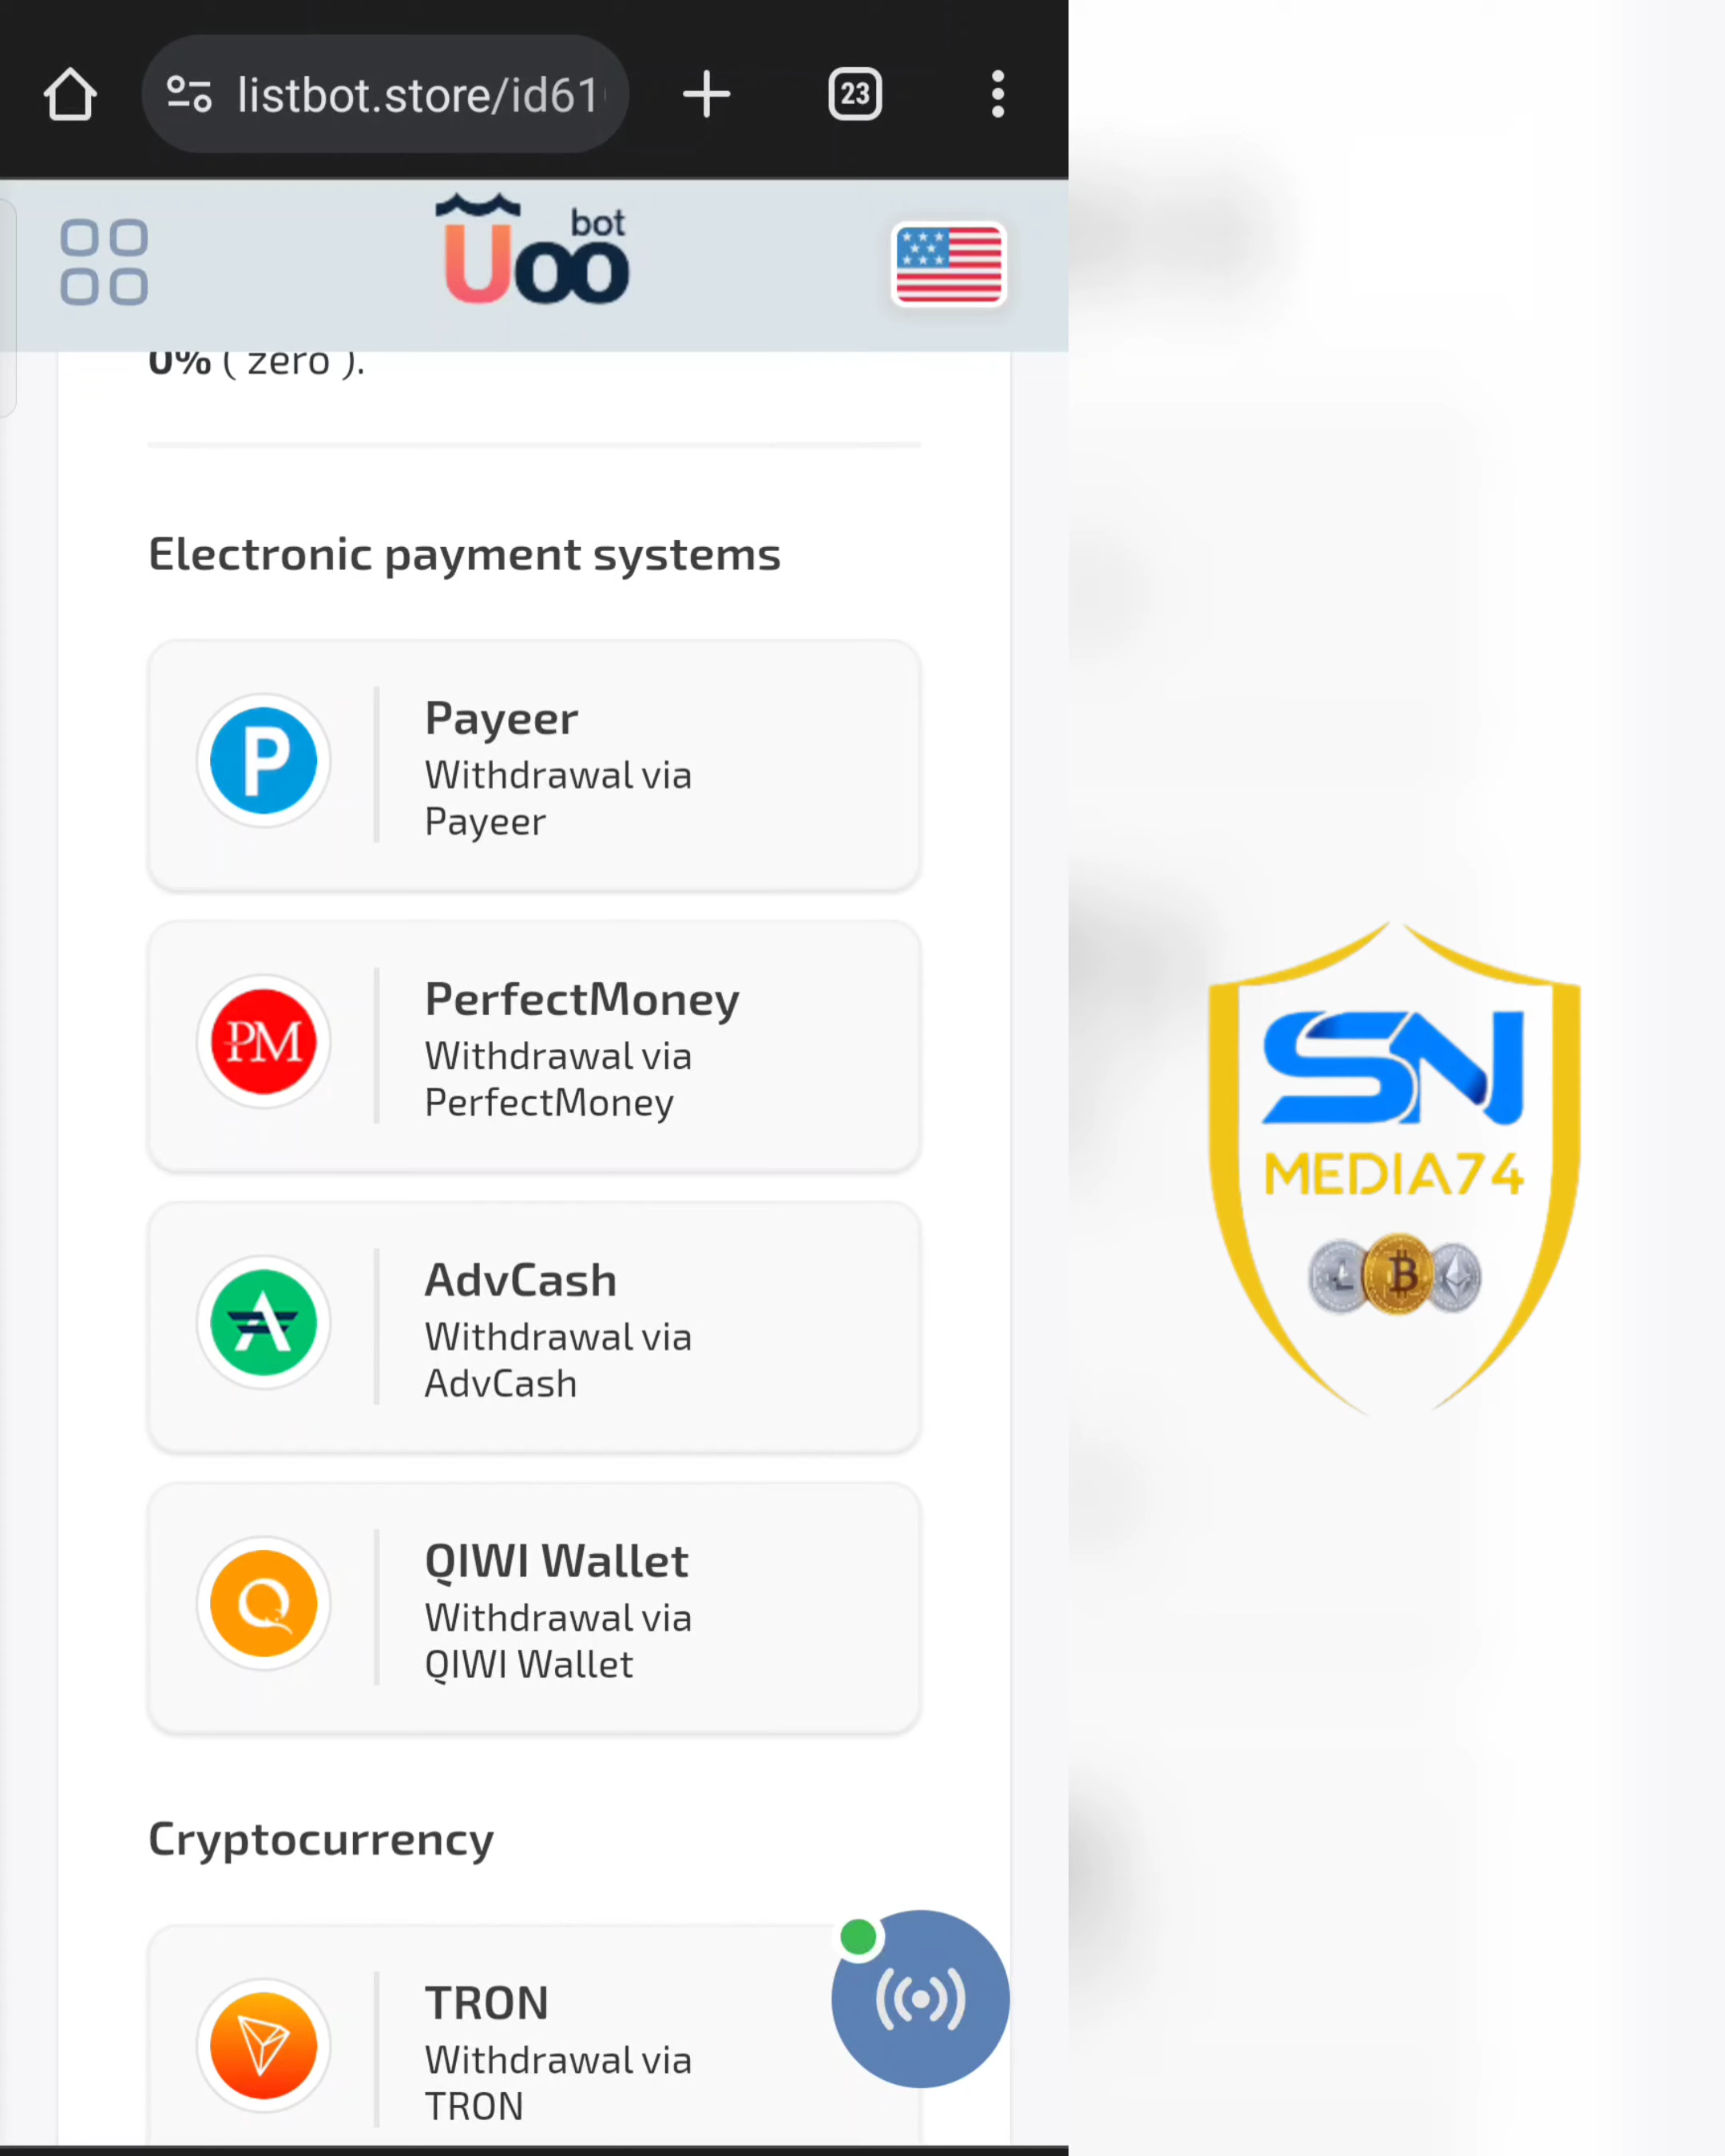 listbot.store/id61
23
Uoo bot
0% ( zero ).
Electronic payment systems
P
Payeer
Withdrawal via
Payeer
PM
PerfectMoney
Withdrawal via
PerfectMoney
AdvCash
Withdrawal via
AdvCash
QIWI Wallet
Withdrawal via
QIWI Wallet
Cryptocurrency
TRON
Withdrawal via
TRON
SN
MEDIA74